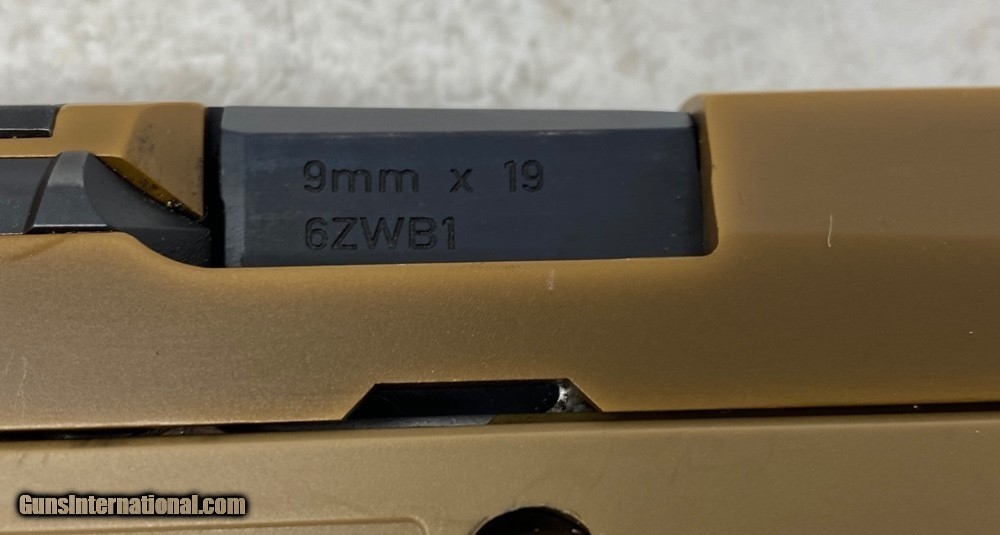 9mm x 19
6ZWB1
GunsInternational.com